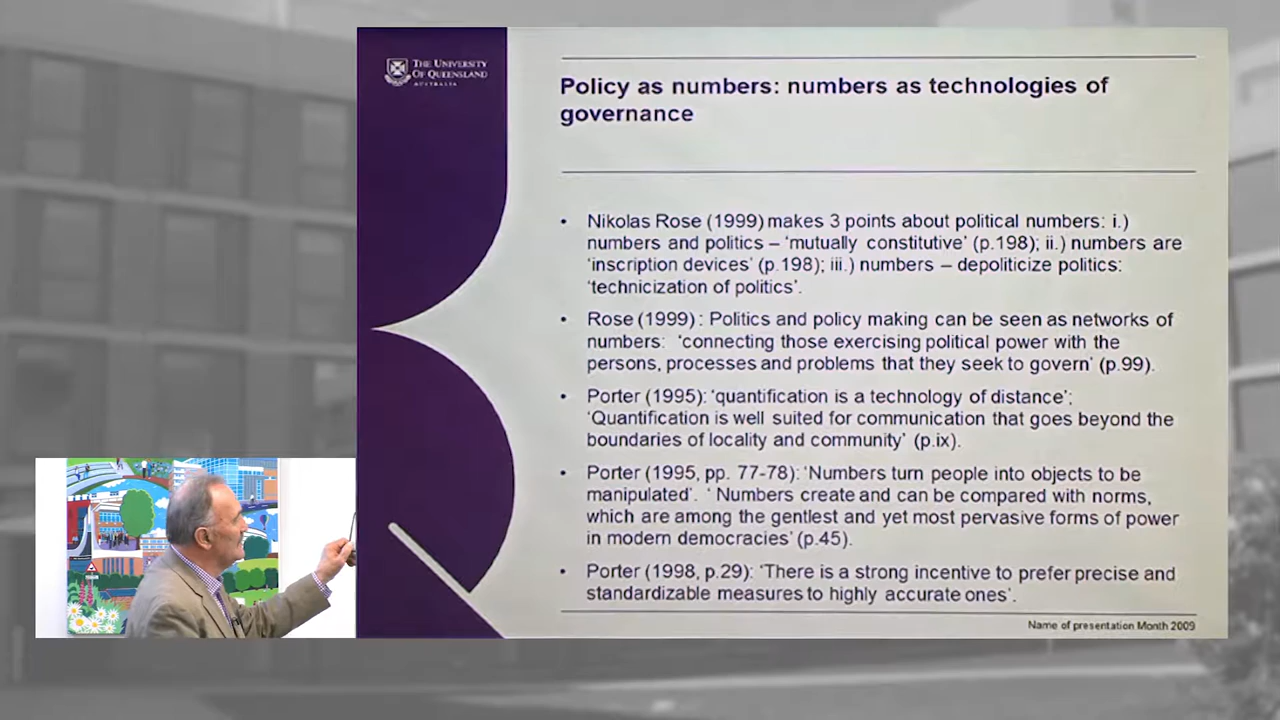 THE UNIVERSITY
OF QUEENSLAND
AUSTRALIA
Policy as numbers: numbers as technologies of
governance
• Nikolas Rose (1999) makes 3 points about political numbers: i.)
numbers and politics – ‘mutually constitutive’ (p.198); ii.) numbers are
‘inscription devices’ (p.198); iii.) numbers – depoliticize politics:
‘technicization of politics’.
• Rose (1999) : Politics and policy making can be seen as networks of
numbers: ‘connecting those exercising political power with the
persons, processes and problems that they seek to govern’ (p.99).
• Porter (1995): ‘quantification is a technology of distance’;
‘Quantification is well suited for communication that goes beyond the
boundaries of locality and community’ (p.ix).
• Porter (1995, pp. 77-78): ‘Numbers turn people into objects to be
manipulated’. ‘ Numbers create and can be compared with norms,
which are among the gentlest and yet most pervasive forms of power
in modern democracies’ (p.45).
• Porter (1998, p.29): ‘There is a strong incentive to prefer precise and
standardizable measures to highly accurate ones’.
Name of presentation Month 2009